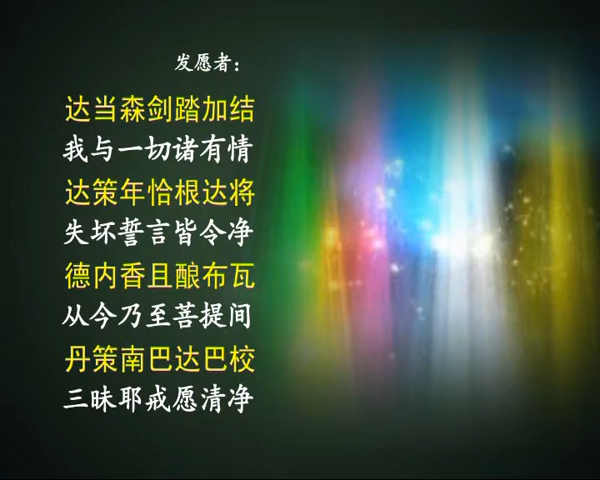 发愿者：
达当森剑踏加结
我与一切诸有情
达策年恰根达将
失坏誓言皆令净
德内香且酿布瓦
从今乃至菩提间
丹策南巴达巴校
三昧耶戒愿清净